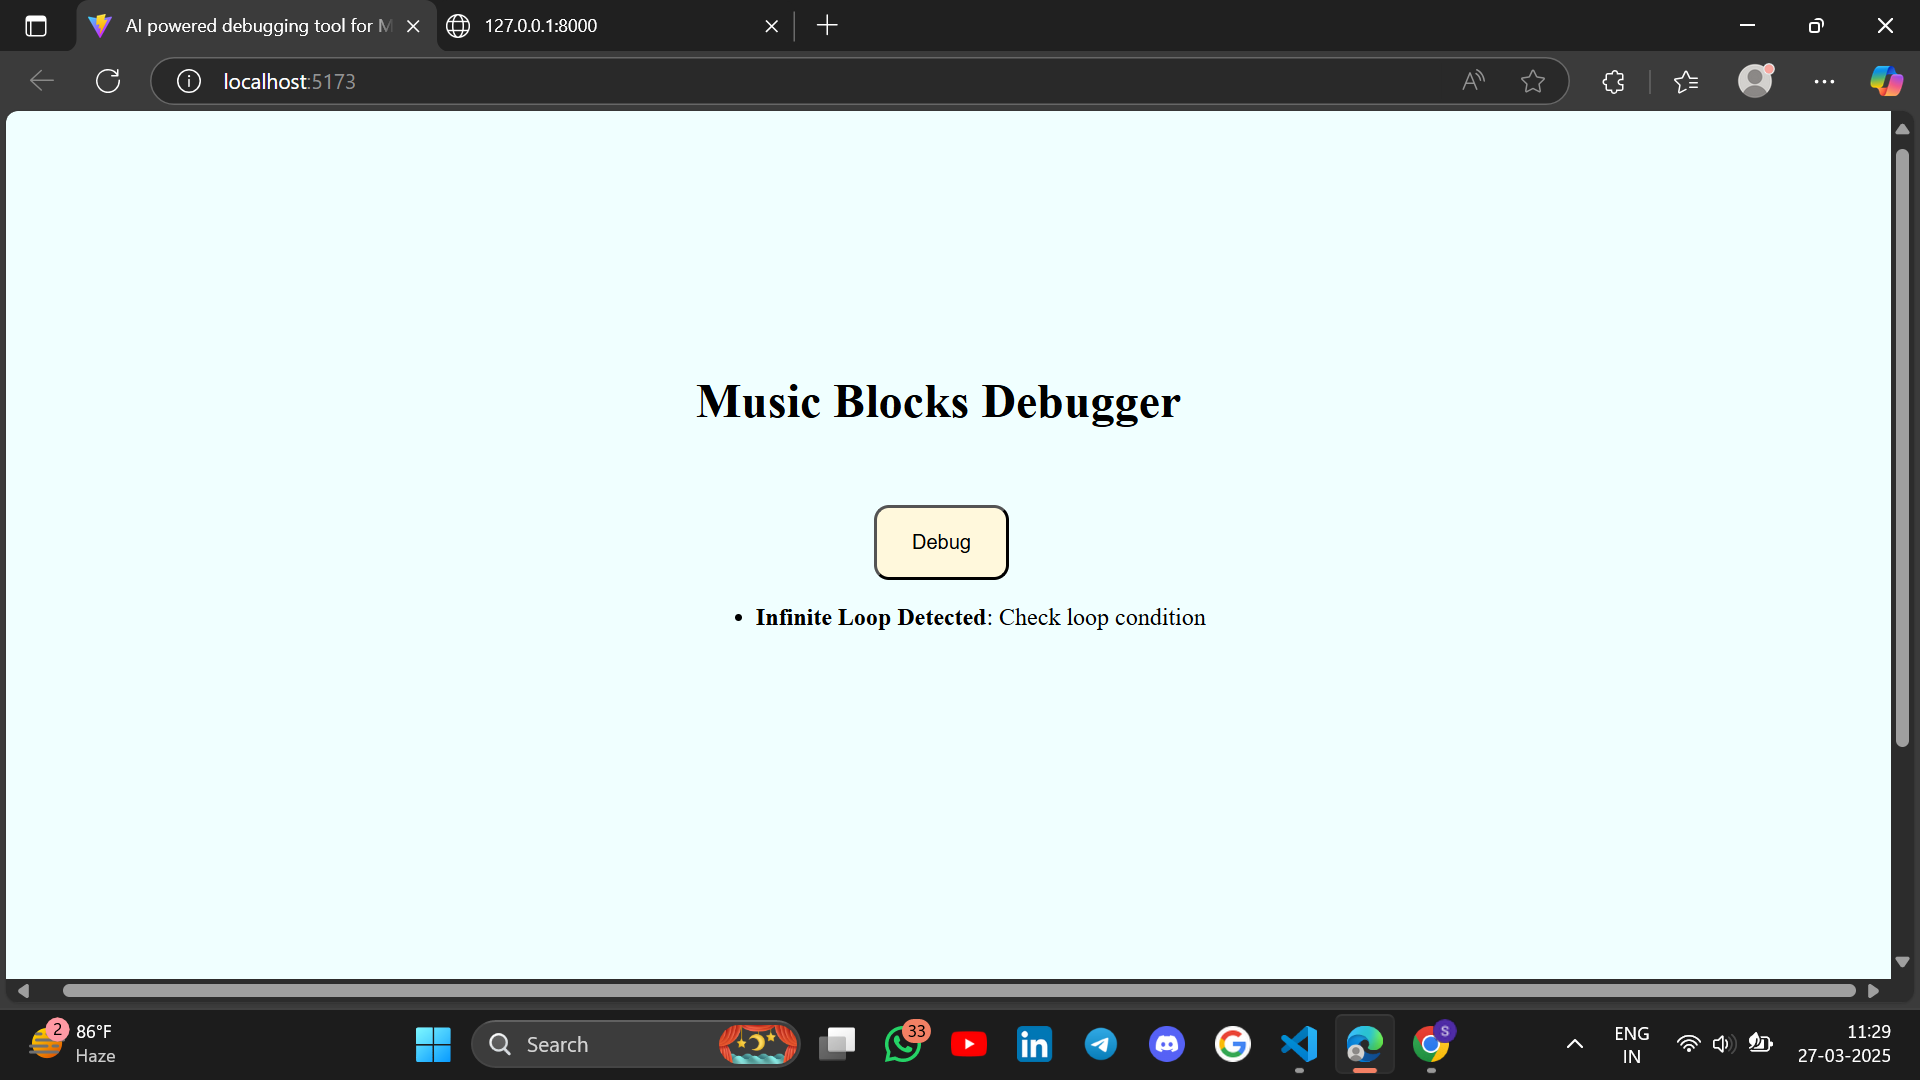 AI powered debugging tool for M
127.0.0.1:8000
localhost:5173
Music Blocks Debugger
Debug
• Infinite Loop Detected: Check loop condition
2
86°F
Haze
Search
33
S
ENG
IN
11:29
27-03-2025